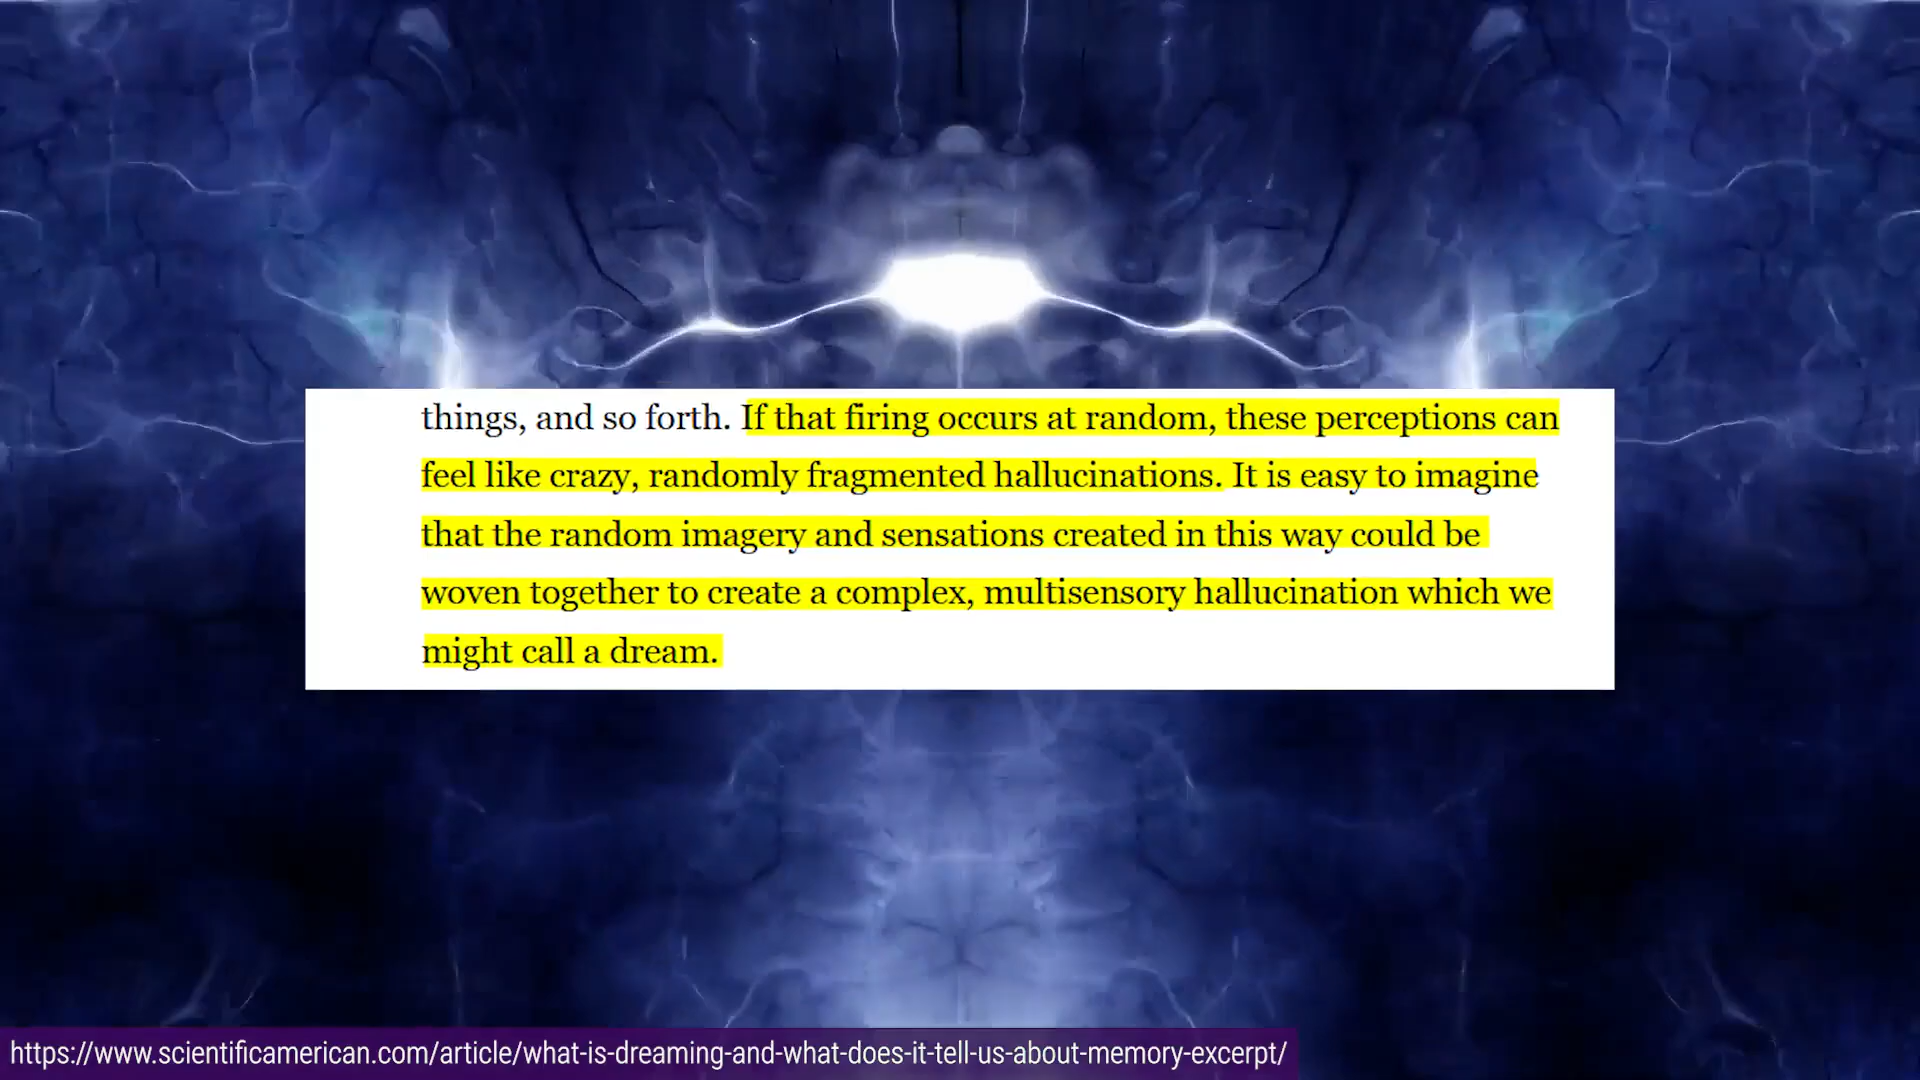 things, and so forth. If that firing occurs at random, these perceptions can
feel like crazy, randomly fragmented hallucinations. It is easy to imagine
that the random imagery and sensations created in this way could be
woven together to create a complex, multisensory hallucination which we
might call a dream.
https://www.scientificamerican.com/article/what-is-dreaming-and-what-does-it-tell-us-about-memory-excerpt/